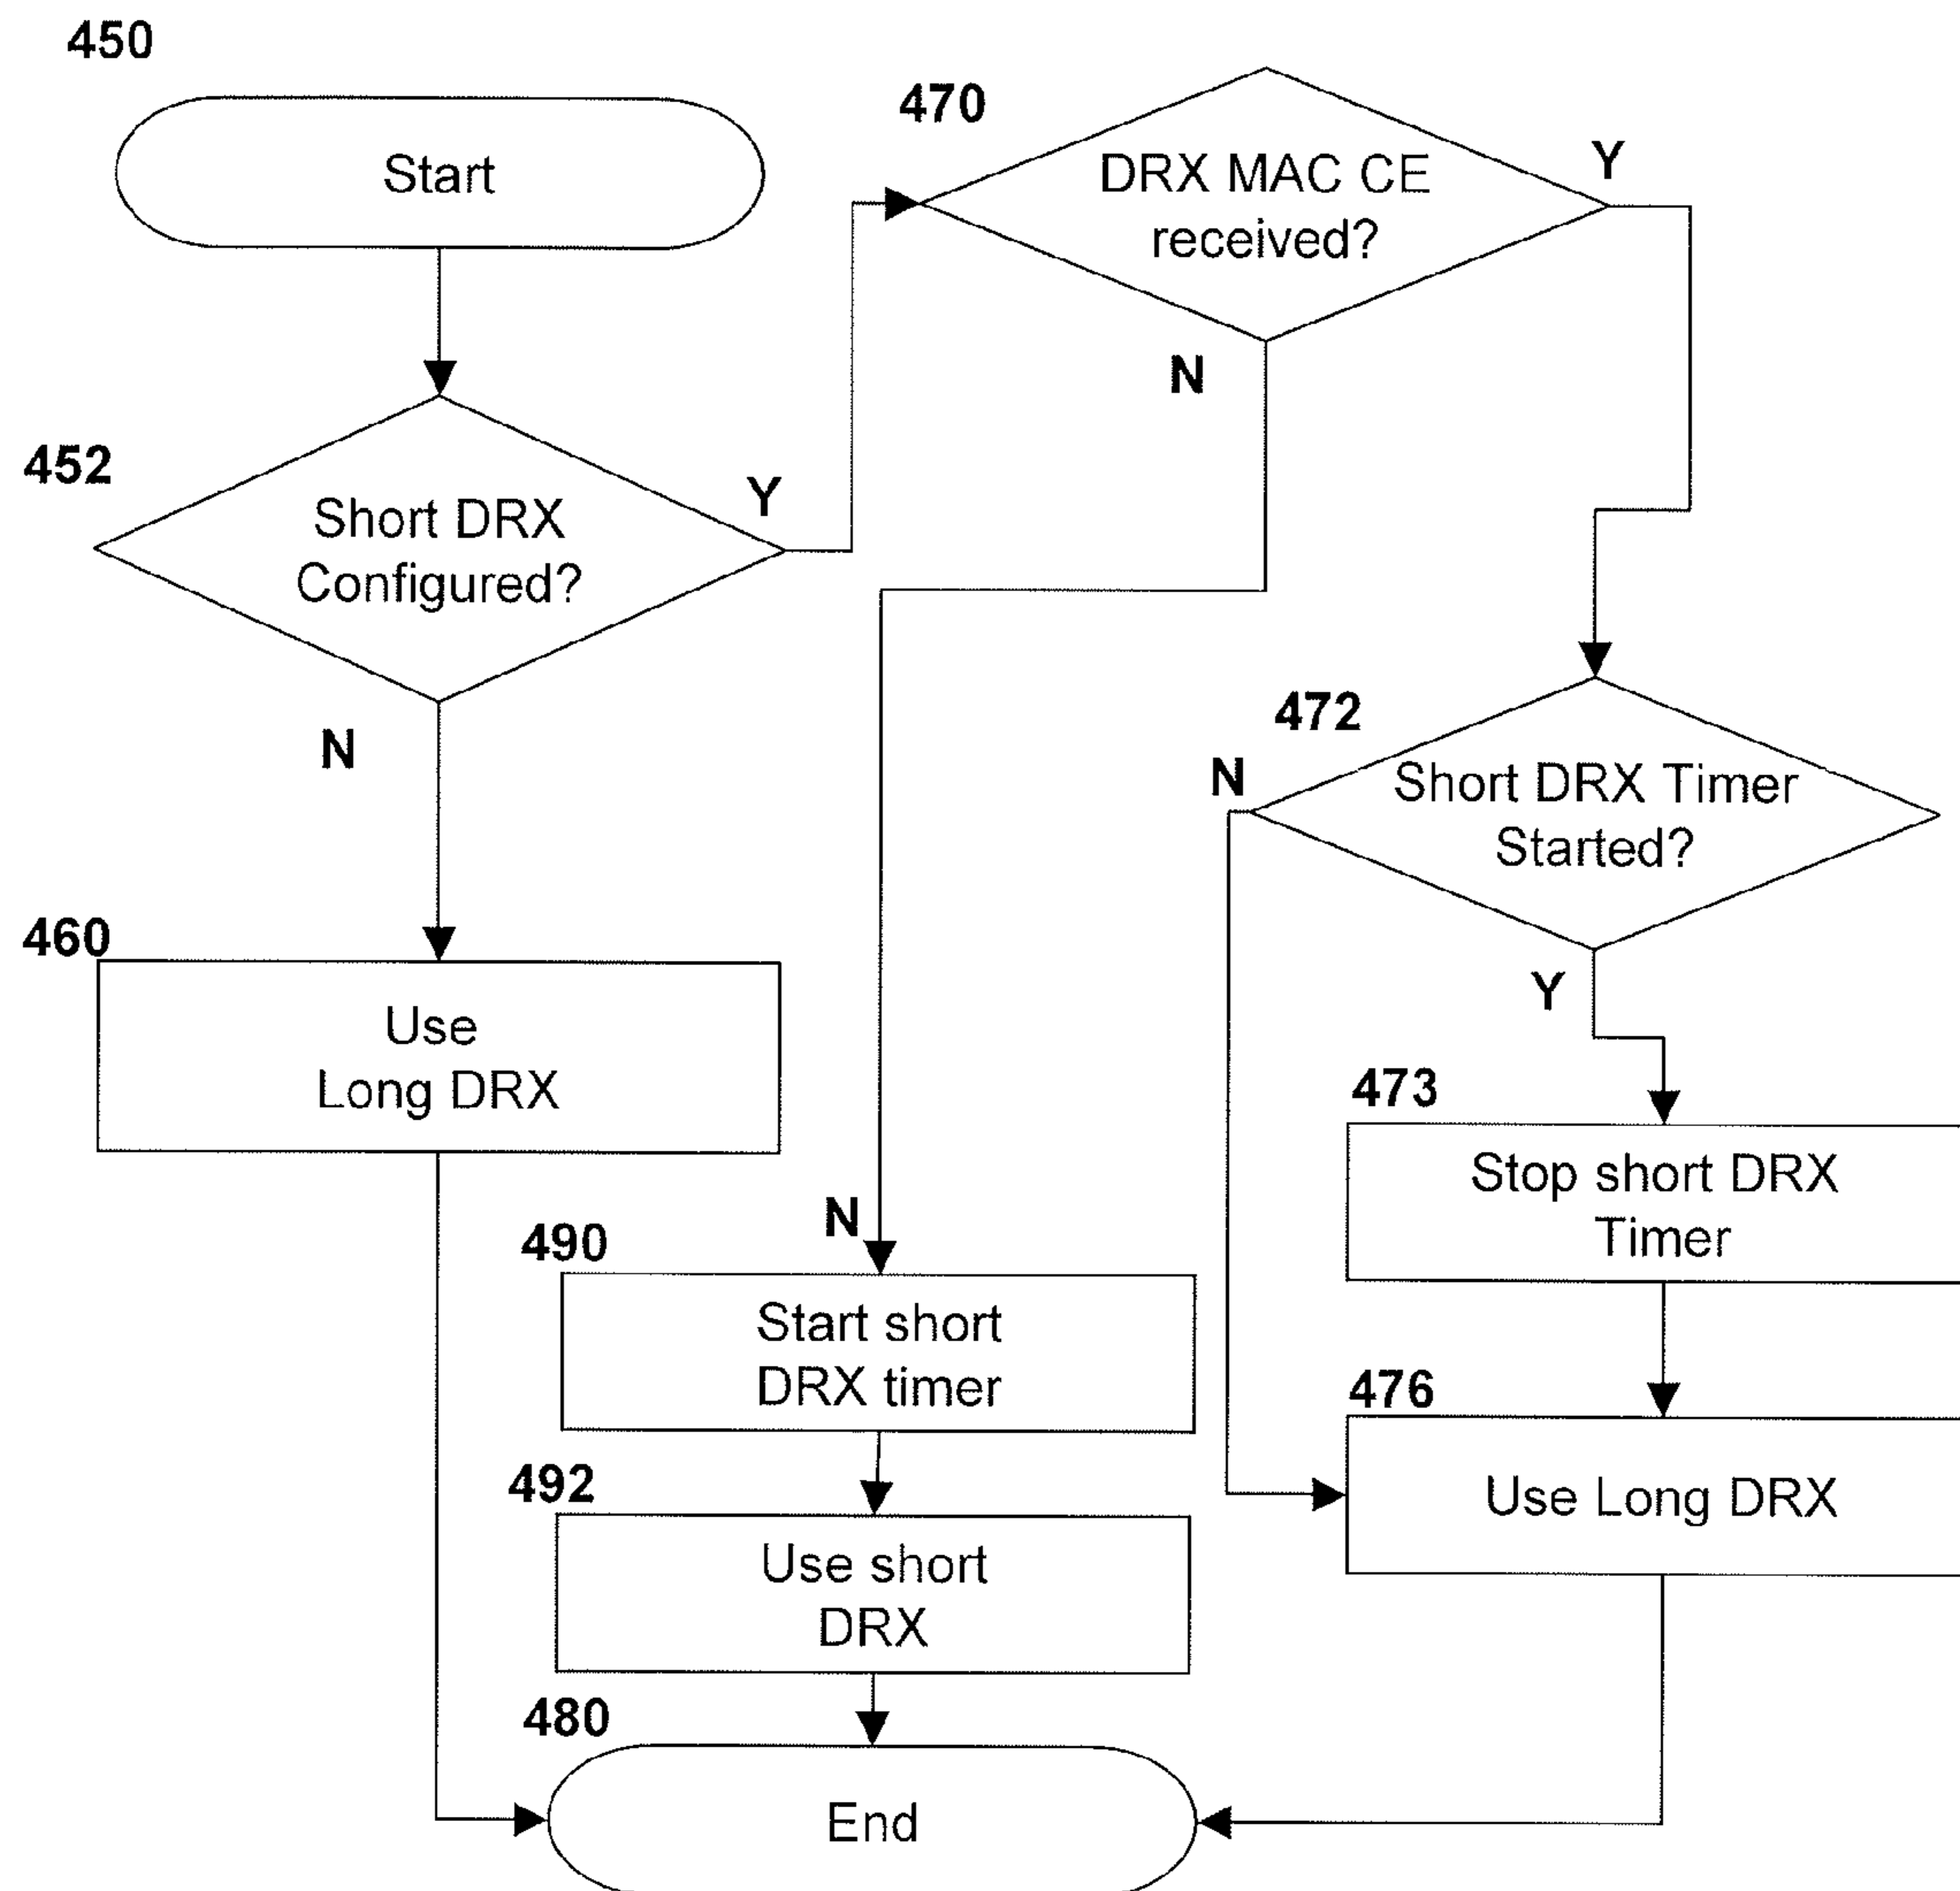 450
Start
452
Short DRX
Configured?
Y
N
460
Use
Long DRX
470
DRX MAC CE
received?
Y
N
472
Short DRX Timer
Started?
N
Y
473
Stop short DRX
Timer
476
Use Long DRX
N
490
Start short
DRX timer
492
Use short
DRX
480
End